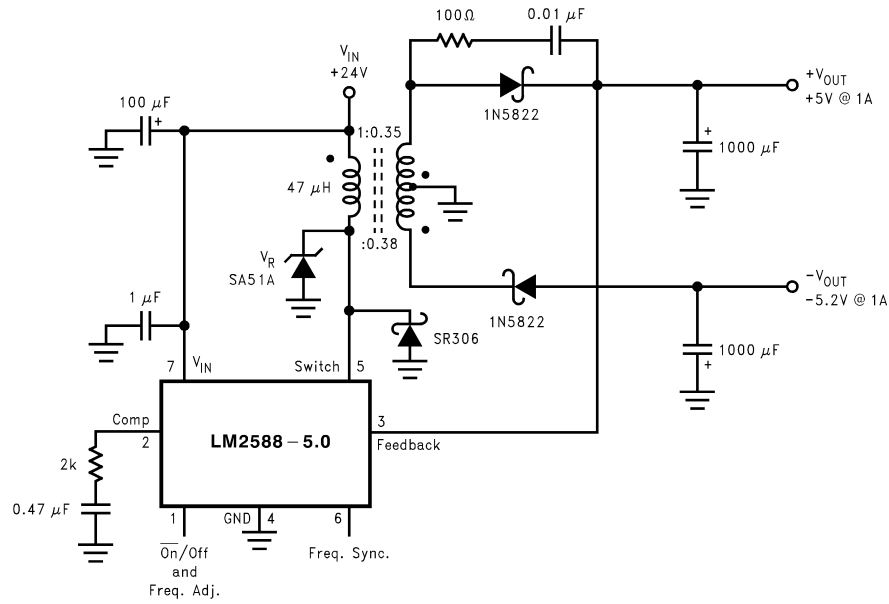 100Ω
0.01 μF
V_IN
+24V
+V_OUT
+5V @ 1A
100 μF
+
1N5822
1:0.35
+
1000 μF
47 μH
:0.38
V_R
SA51A
-V_OUT
-5.2V @ 1A
1 μF
1N5822
SR306
1000 μF
+
7
V_IN
Switch
5
Comp
2
LM2588-5.0
3
Feedback
2k
0.47 μF
1
GND
4
6
On/Off
and
Freq. Adj.
Freq. Sync.